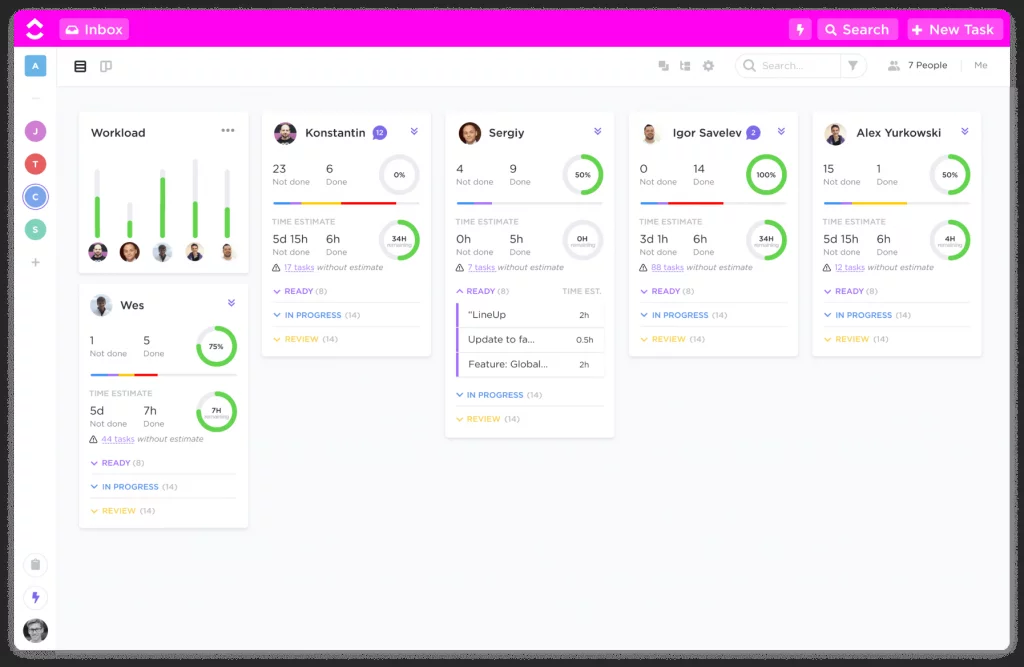 Inbox
Search
+ New Task
A
Search...
7 People
Me
J
T
C
S
+
Workload
Konstantin 12
23 6 0%
Not done Done
TIME ESTIMATE
5d 15h 6h 34H
Not done Done remaining
17 tasks without estimate
READY (8)
IN PROGRESS (14)
REVIEW (14)
Sergiy
4 9 50%
Not done Done
TIME ESTIMATE
0h 5h 0H
Not done Done remaining
7 tasks without estimate
READY (8) TIME EST.
“LineUp 2h
Update to fa... 0.5h
Feature: Global... 2h
IN PROGRESS (14)
REVIEW (14)
Igor Savelev 2
0 14 100%
Not done Done
TIME ESTIMATE
3d 1h 6h 34H
Not done Done remaining
88 tasks without estimate
READY (8)
IN PROGRESS (14)
REVIEW (14)
Alex Yurkowski
15 1 50%
Not done Done
TIME ESTIMATE
5d 15h 6h 4H
Not done Done remaining
12 tasks without estimate
READY (8)
IN PROGRESS (14)
REVIEW (14)
Wes
1 5 75%
Not done Done
TIME ESTIMATE
5d 7h 7H
Not done Done remaining
44 tasks without estimate
READY (8)
IN PROGRESS (14)
REVIEW (14)